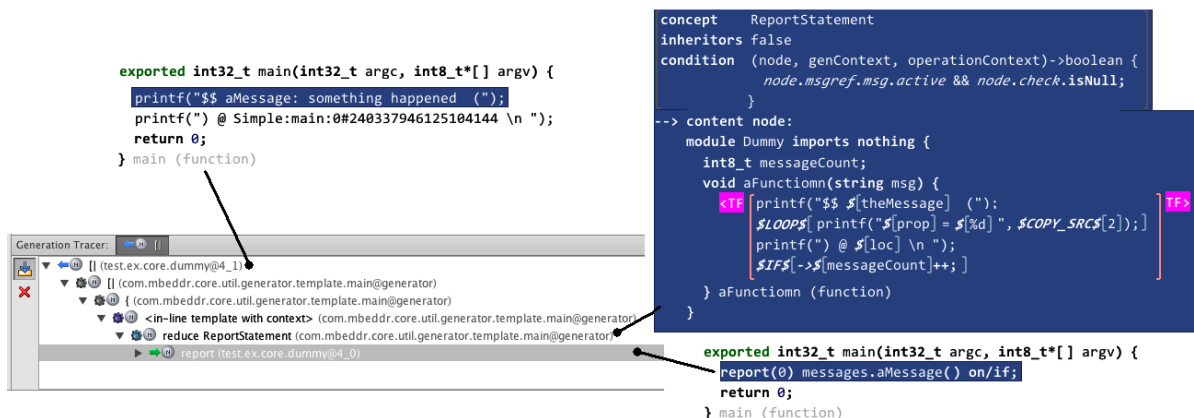 exported int32_t main(int32_t argc, int8_t*[] argv) {
printf("$$ aMessage: something happened  (");
printf(") @ Simple:main:0#240337946125104144 \n ");
return 0;
} main (function)
concept ReportStatement
inheritors false
condition (node, genContext, operationContext)->boolean {
node.msgref.msg.active && node.check.isNull;
}
--> content node:
module Dummy imports nothing {
int8_t messageCount;
void aFunctiomn(string msg) {
<TF [printf("$$ $[theMessage]  ("); TF>
$LOOP$[ printf("$[prop] = $[%d] ", $COPY_SRC$[2]);]
printf(") @ $[loc] \n ");
$IF$[->$[messageCount]++; ]
} aFunctiomn (function)
}
Generation Tracer: [|
[| (test.ex.core.dummy@4_1)
[| (com.mbeddr.core.util.generator.template.main@generator)
{ (com.mbeddr.core.util.generator.template.main@generator)
<in-line template with context> (com.mbeddr.core.util.generator.template.main@generator)
reduce ReportStatement (com.mbeddr.core.util.generator.template.main@generator)
report (test.ex.core.dummy@4_0)
exported int32_t main(int32_t argc, int8_t*[] argv) {
report(0) messages.aMessage() on/if;
return 0;
} main (function)